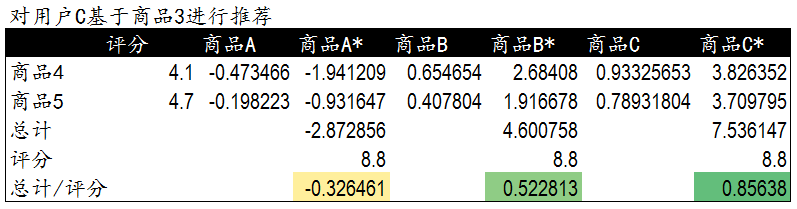 对用户C基于商品3进行推荐
评分 商品A 商品A* 商品B 商品B* 商品C 商品C*
商品4 4.1 -0.473466 -1.941209 0.654654 2.68408 0.93325653 3.826352
商品5 4.7 -0.198223 -0.931647 0.407804 1.916678 0.78931804 3.709795
总计 -2.872856 4.600758 7.536147
评分 8.8 8.8 8.8
总计/评分 -0.326461 0.522813 0.85638